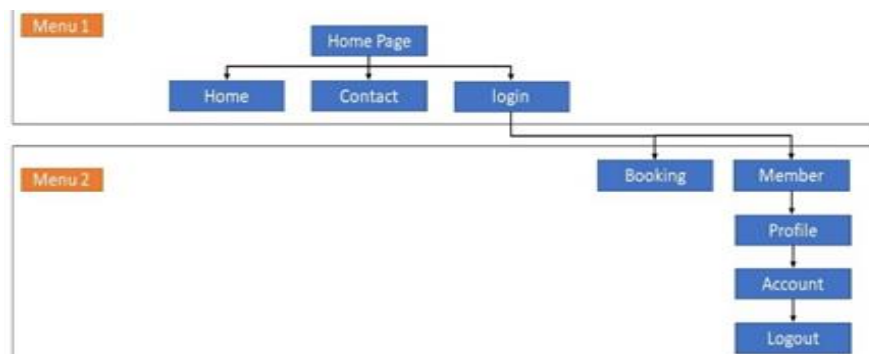 Menu 1
Home Page
Home
Contact
login
Menu 2
Booking
Member
Profile
Account
Logout